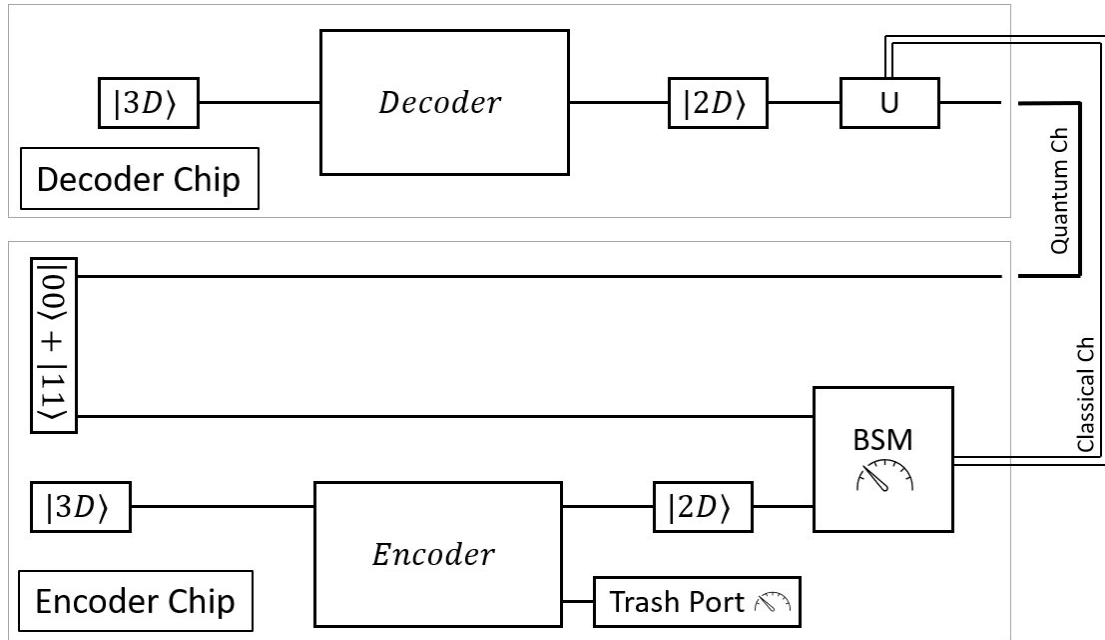 |3D⟩
Decoder
|2D⟩
U
Decoder Chip
Quantum Ch
Classical Ch
|00⟩ + |11⟩
BSM
|3D⟩
Encoder
|2D⟩
Encoder Chip
Trash Port